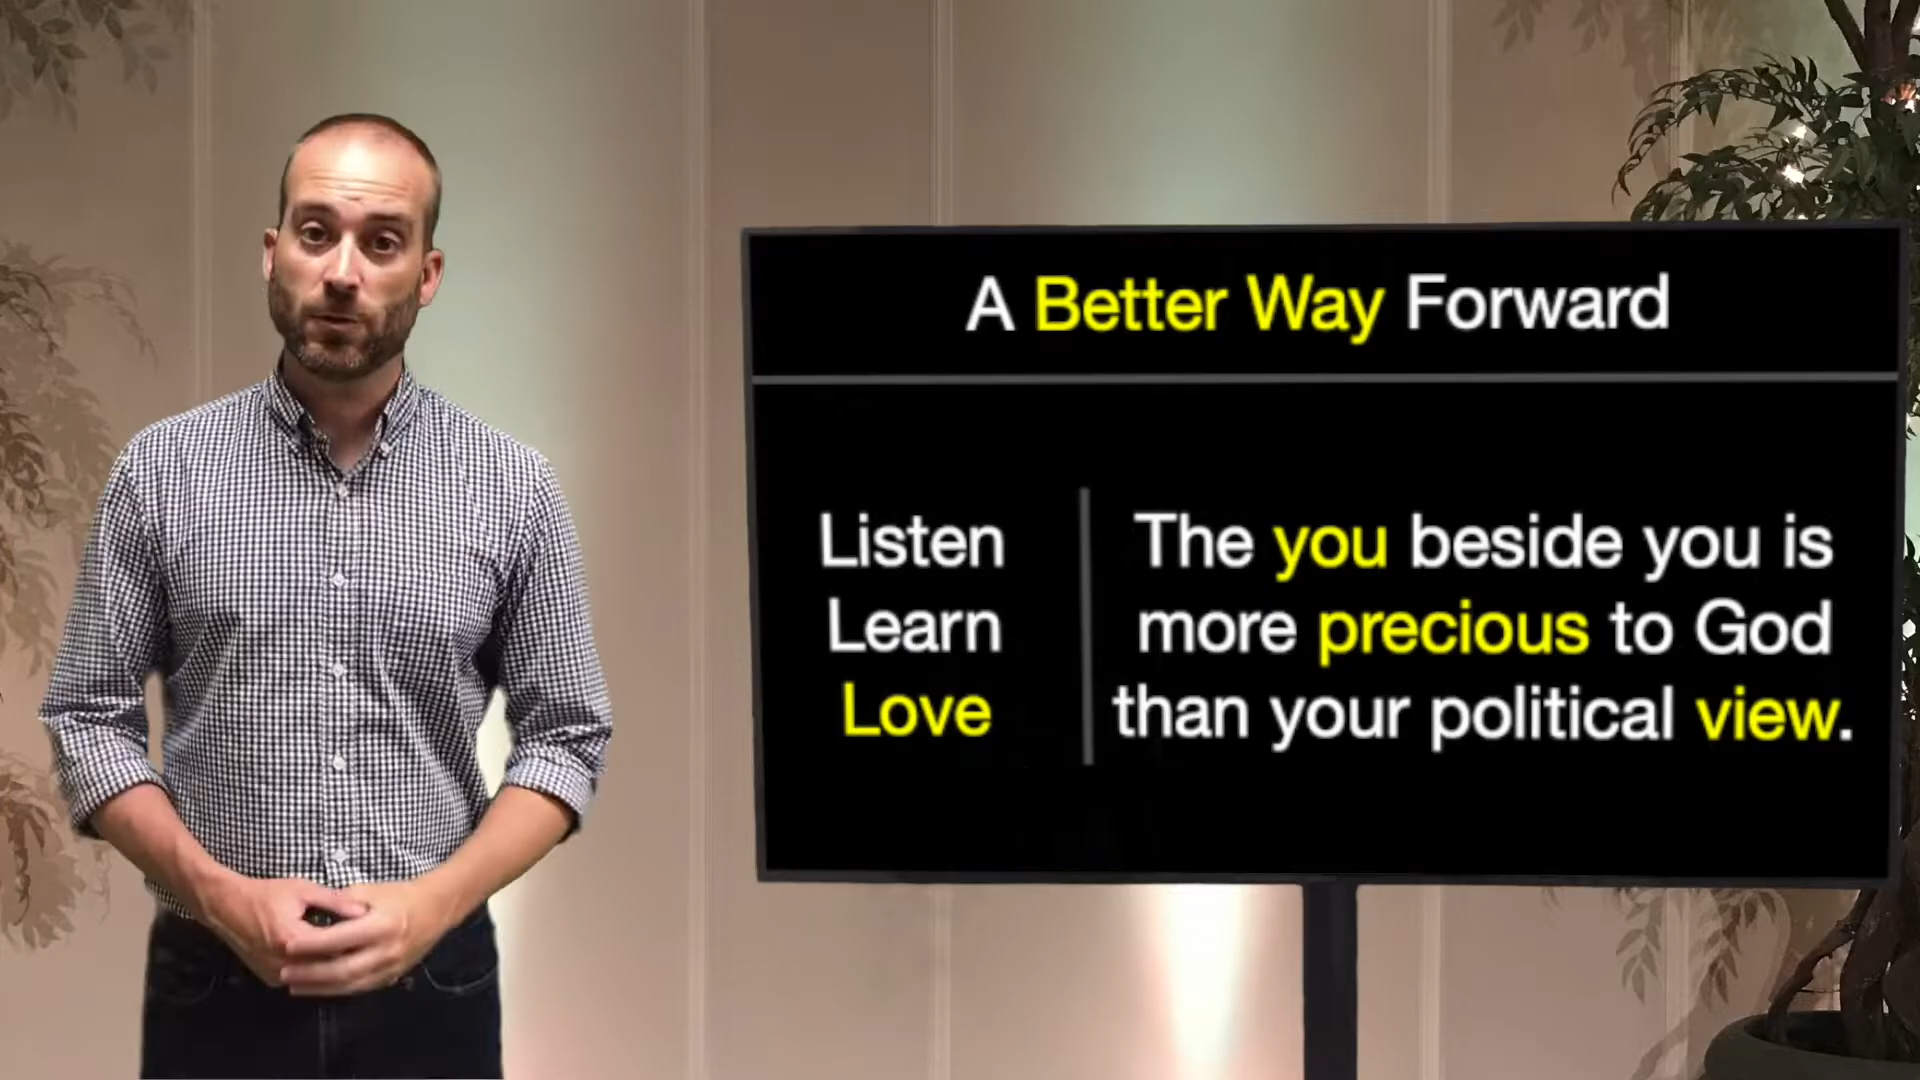 A Better Way Forward
Listen
Learn
Love
The you beside you is
more precious to God
than your political view.